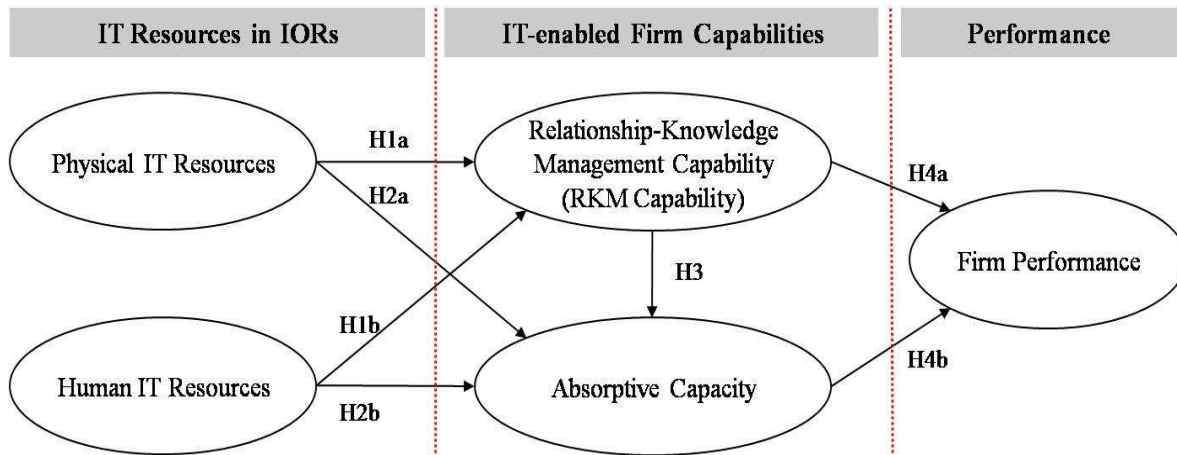 IT Resources in IORs
IT-enabled Firm Capabilities
Performance
Physical IT Resources
H1a
H2a
Relationship-Knowledge
Management Capability
(RKM Capability)
H4a
H3
Firm Performance
Human IT Resources
H1b
H2b
Absorptive Capacity
H4b